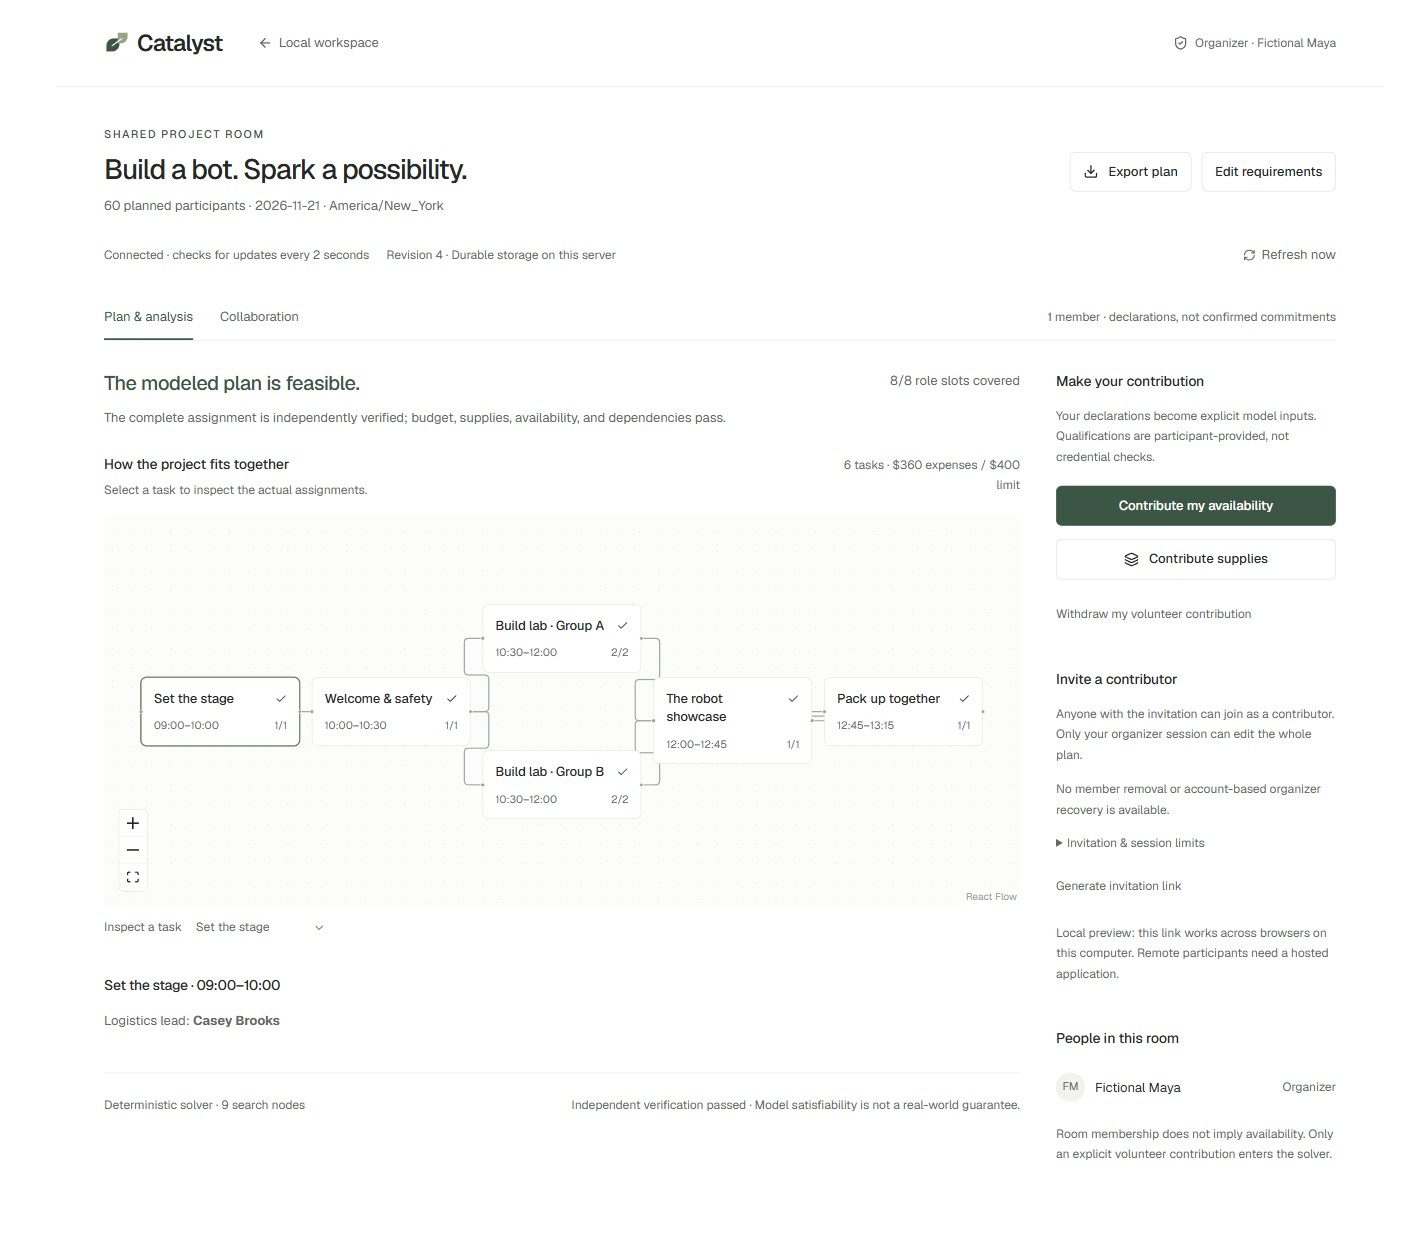 Catalyst
Local workspace
Organizer · Fictional Maya
SHARED PROJECT ROOM
Build a bot. Spark a possibility.
60 planned participants · 2026-11-21 · America/New_York
Export plan
Edit requirements
Connected · checks for updates every 2 seconds
Revision 4 · Durable storage on this server
Refresh now
Plan & analysis
Collaboration
1 member · declarations, not confirmed commitments
The modeled plan is feasible.
8/8 role slots covered
The complete assignment is independently verified; budget, supplies, availability, and dependencies pass.
How the project fits together
Select a task to inspect the actual assignments.
6 tasks · $360 expenses / $400
limit
Set the stage
09:00–10:00
1/1
Welcome & safety
10:00–10:30
1/1
Build lab · Group A
10:30–12:00
2/2
Build lab · Group B
10:30–12:00
2/2
The robot
showcase
12:00–12:45
1/1
Pack up together
12:45–13:15
1/1
React Flow
Inspect a task
Set the stage
Set the stage · 09:00–10:00
Logistics lead: Casey Brooks
Deterministic solver · 9 search nodes
Independent verification passed · Model satisfiability is not a real-world guarantee.
Make your contribution
Your declarations become explicit model inputs.
Qualifications are participant-provided, not
credential checks.
Contribute my availability
Contribute supplies
Withdraw my volunteer contribution
Invite a contributor
Anyone with the invitation can join as a contributor.
Only your organizer session can edit the whole
plan.
No member removal or account-based organizer
recovery is available.
Invitation & session limits
Generate invitation link
Local preview: this link works across browsers on
this computer. Remote participants need a hosted
application.
People in this room
FM
Fictional Maya
Organizer
Room membership does not imply availability. Only
an explicit volunteer contribution enters the solver.